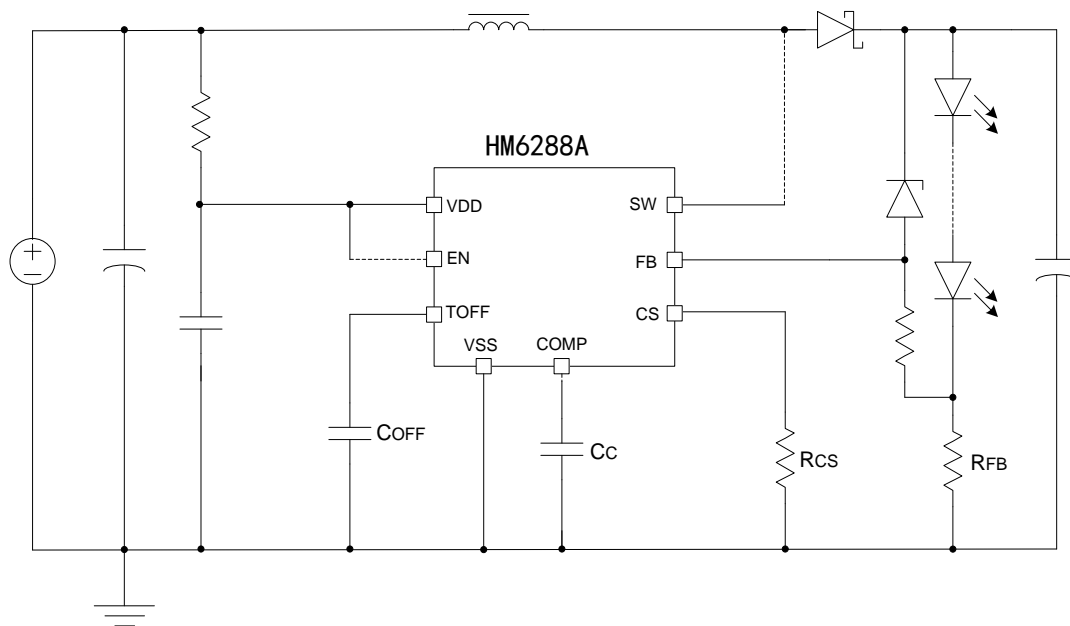 HM6288A
VDD
SW
EN
FB
TOFF
CS
VSS
COMP
COFF
CC
RCS
RFB